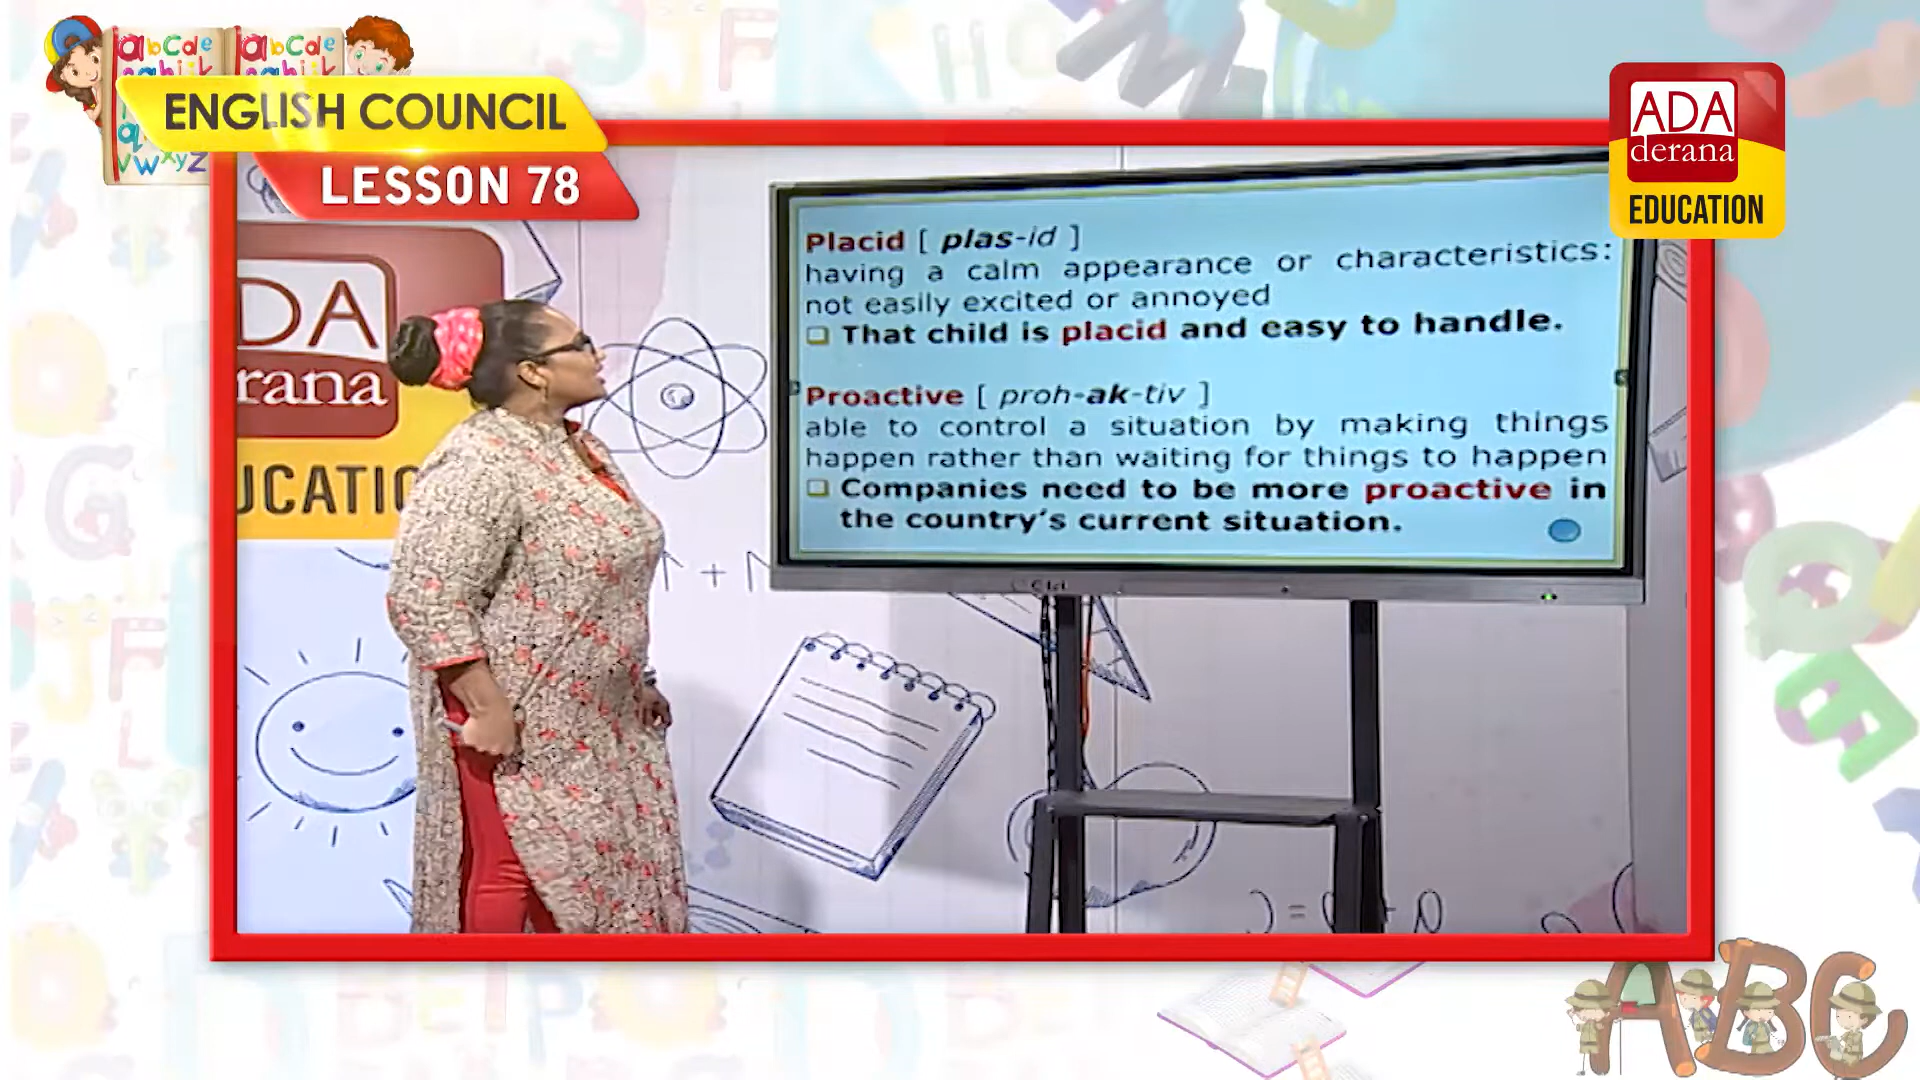 ENGLISH COUNCIL
LESSON 78
ADA
derana
EDUCATION
Placid [ plas-id ]
having a calm appearance or characteristics:
not easily excited or annoyed
❑ That child is placid and easy to handle.
Proactive [ proh-ak-tiv ]
able to control a situation by making things
happen rather than waiting for things to happen
❑ Companies need to be more proactive in
the country's current situation.
DA
rana
UCATIO
ABC